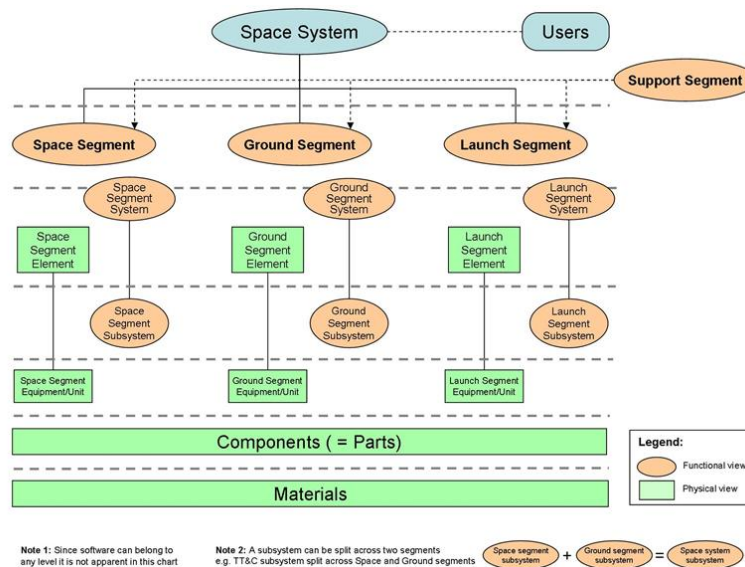 Space System
Users
Support Segment
Space Segment
Ground Segment
Launch Segment
Space
Segment
System
Ground
Segment
System
Launch
Segment
System
Space
Segment
Element
Ground
Segment
Element
Launch
Segment
Element
Space
Segment
Subsystem
Ground
Segment
Subsystem
Launch
Segment
Subsystem
Space Segment
Equipment/Unit
Ground Segment
Equipment/Unit
Launch Segment
Equipment/Unit
Components ( = Parts)
Materials
Legend:
Functional view
Physical view
Note 1: Since software can belong to
any level it is not apparent in this chart
Note 2: A subsystem can be split across two segments
e.g. TT&C subsystem split across Space and Ground segments
Space segment
subsystem
+
Ground segment
subsystem
=
Space system
subsystem